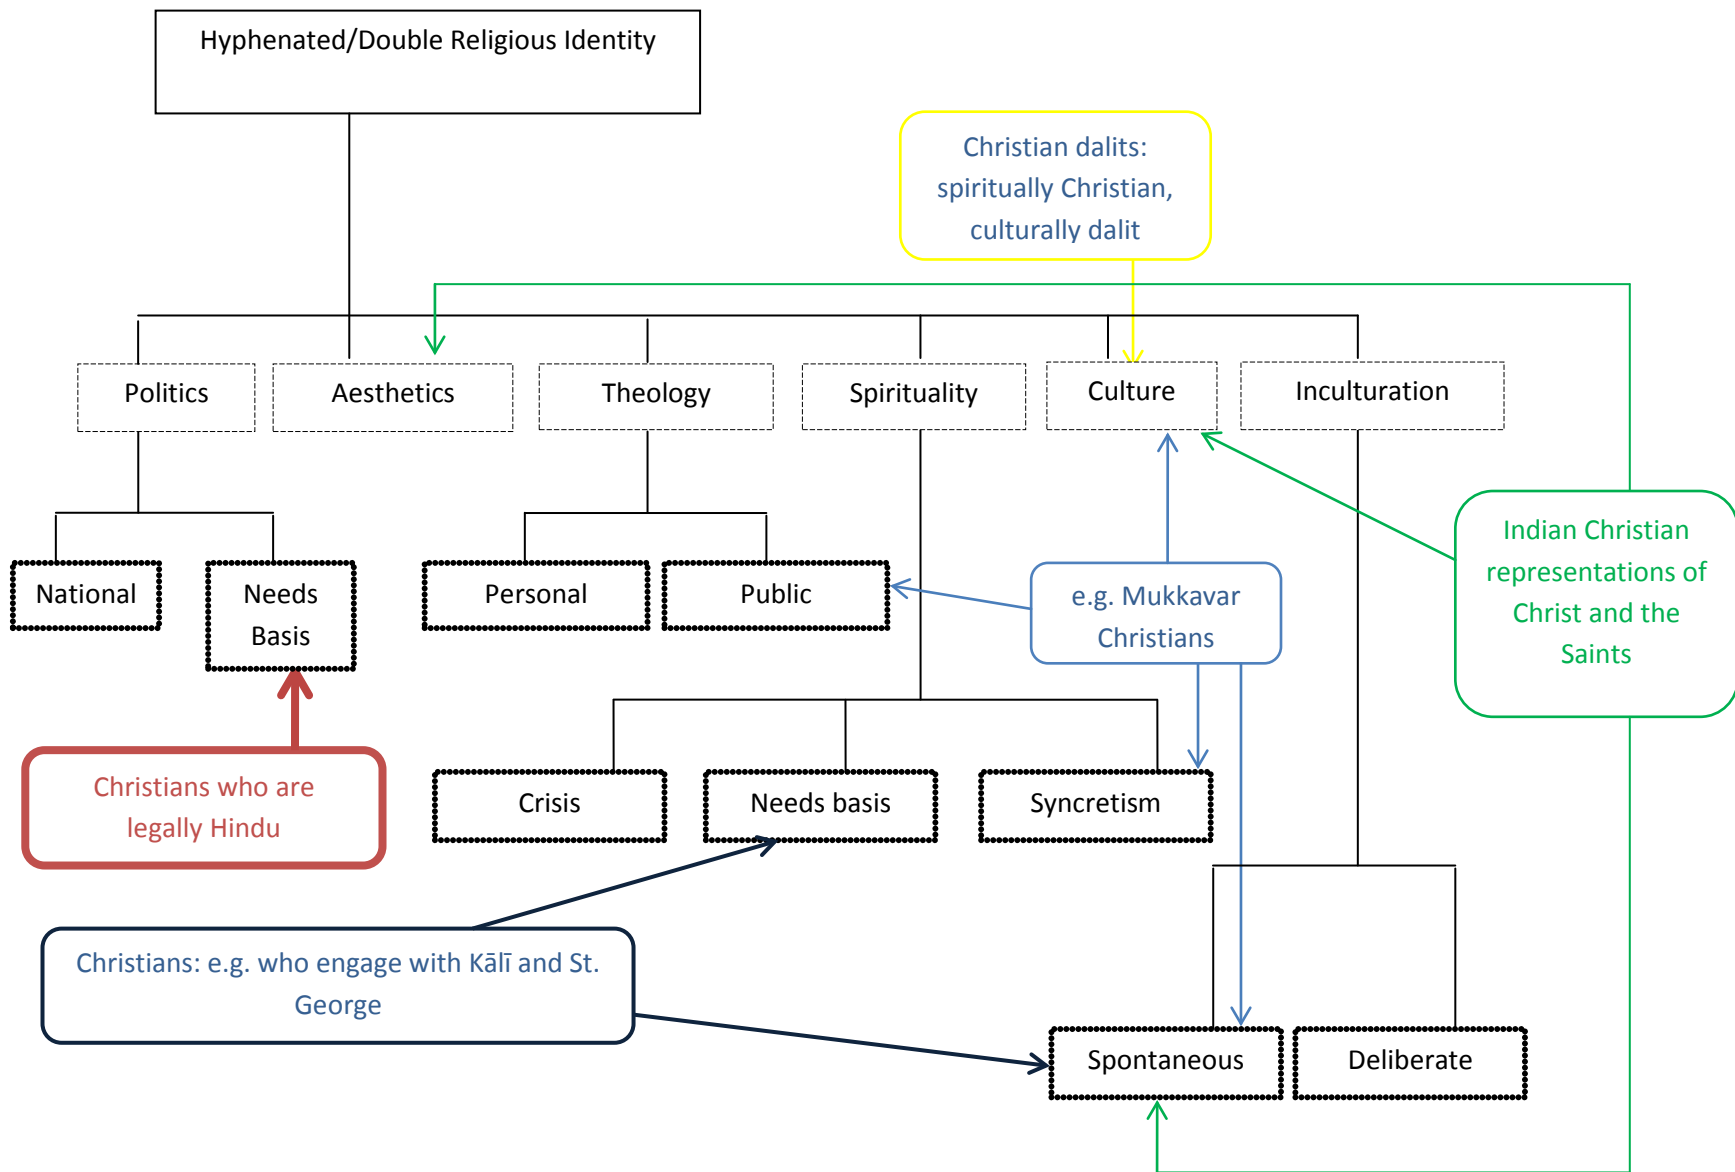 Hyphenated/Double Religious Identity
Christian dalits:
spiritually Christian,
culturally dalit
Politics
Aesthetics
Theology
Spirituality
Culture
Inculturation
Indian Christian
representations of
Christ and the
Saints
National
Needs
Basis
Personal
Public
e.g. Mukkavar
Christians
Christians who are
legally Hindu
Crisis
Needs basis
Syncretism
Christians: e.g. who engage with Kālī and St.
George
Spontaneous
Deliberate